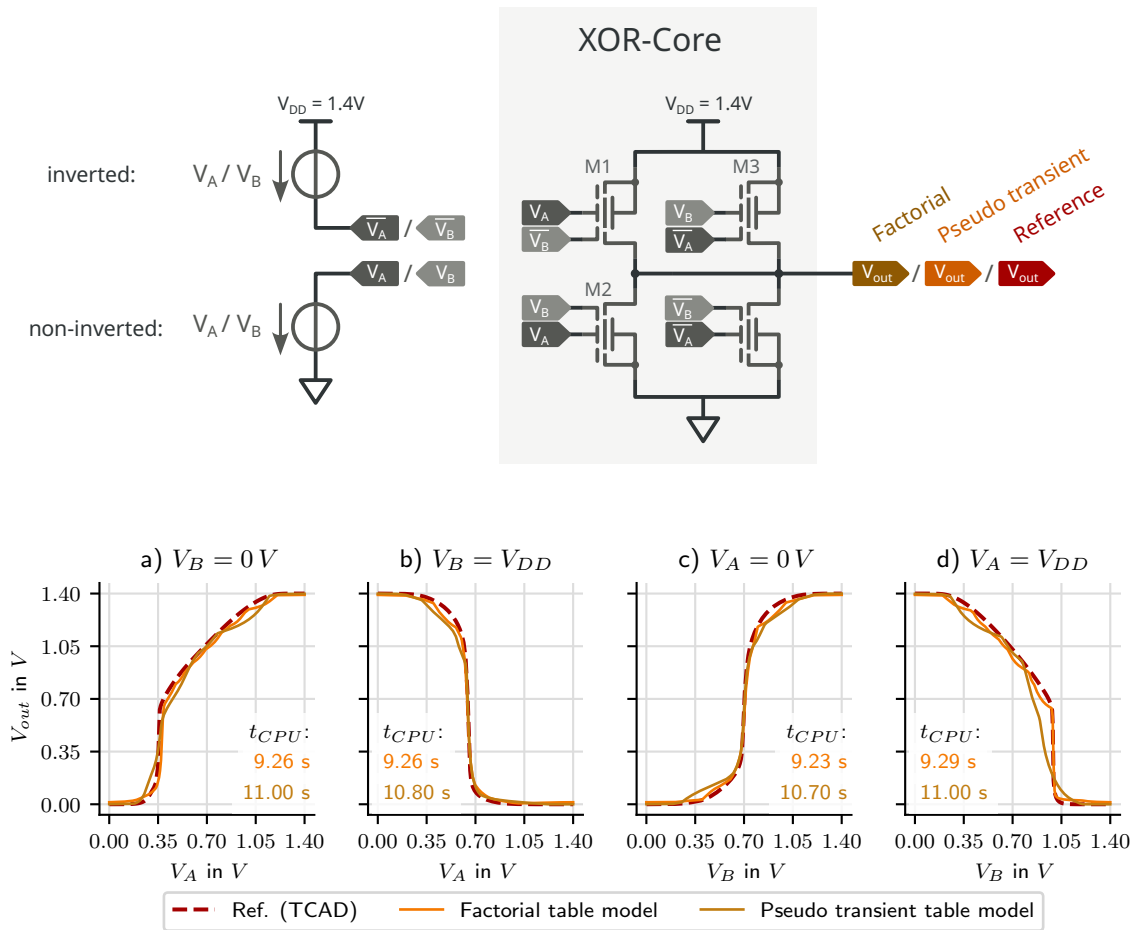 XOR-Core
V_DD = 1.4V
V_DD = 1.4V
inverted: V_A / V_B
V̅_A̅ / V̅_B̅
V_A / V_B
non-inverted: V_A / V_B
M1
M3
V_A
V̅_B̅
V_B
V̅_A̅
M2
V_B
V_A
V̅_B̅
V̅_A̅
Factorial
Pseudo transient
Reference
V_out / V_out / V_out
a) V_B = 0 V
b) V_B = V_DD
c) V_A = 0 V
d) V_A = V_DD
V_out in V
1.40
1.05
0.70
0.35
0.00
t_CPU:
9.26 s
11.00 s
t_CPU:
9.26 s
10.80 s
t_CPU:
9.23 s
10.70 s
t_CPU:
9.29 s
11.00 s
0.00 0.35 0.70 1.05 1.40
0.00 0.35 0.70 1.05 1.40
0.00 0.35 0.70 1.05 1.40
0.00 0.35 0.70 1.05 1.40
V_A in V
V_A in V
V_B in V
V_B in V
Ref. (TCAD) Factorial table model Pseudo transient table model